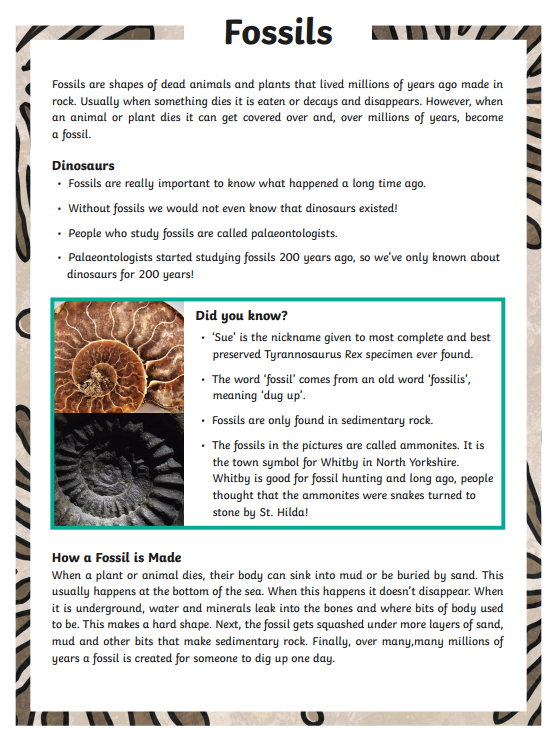 Fossils
Fossils are shapes of dead animals and plants that lived millions of years ago made in
rock. Usually when something dies it is eaten or decays and disappears. However, when
an animal or plant dies it can get covered over and, over millions of years, become
a fossil.
Dinosaurs
• Fossils are really important to know what happened a long time ago.
• Without fossils we would not even know that dinosaurs existed!
• People who study fossils are called palaeontologists.
• Palaeontologists started studying fossils 200 years ago, so we've only known about
dinosaurs for 200 years!
Did you know?
• 'Sue' is the nickname given to most complete and best
preserved Tyrannosaurus Rex specimen ever found.
• The word 'fossil' comes from an old word 'fossilis',
meaning 'dug up'.
• Fossils are only found in sedimentary rock.
• The fossils in the pictures are called ammonites. It is
the town symbol for Whitby in North Yorkshire.
Whitby is good for fossil hunting and long ago, people
thought that the ammonites were snakes turned to
stone by St. Hilda!
How a Fossil is Made
When a plant or animal dies, their body can sink into mud or be buried by sand. This
usually happens at the bottom of the sea. When this happens it doesn't disappear. When
it is underground, water and minerals leak into the bones and where bits of body used
to be. This makes a hard shape. Next, the fossil gets squashed under more layers of sand,
mud and other bits that make sedimentary rock. Finally, over many,many millions of
years a fossil is created for someone to dig up one day.